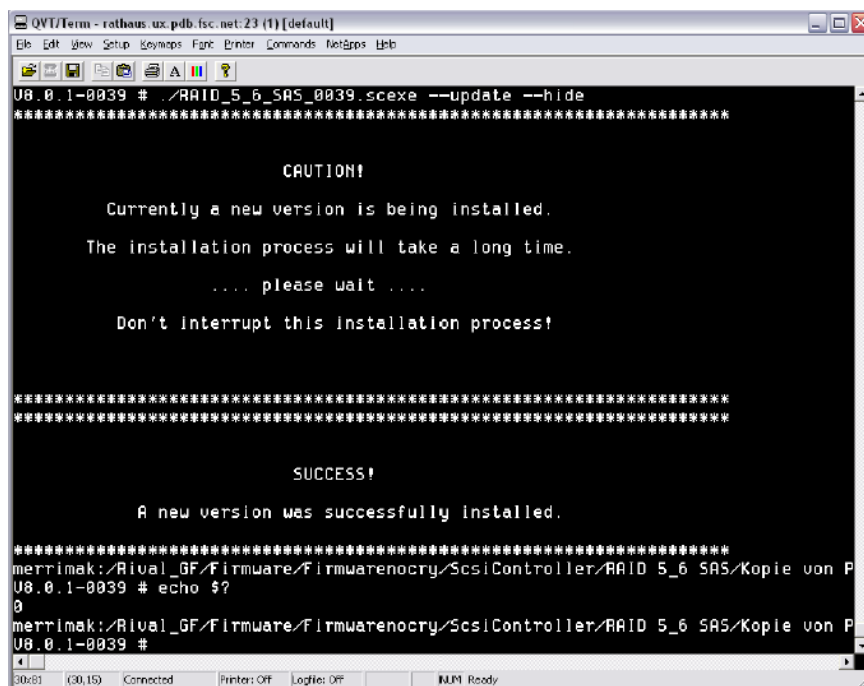 QVT/Term - rathaus.ux.pdb.fsc.net:23 (1) [default]
File Edit View Setup Keymaps Font Printer Commands NetApps Help
V8.0.1-0039 # ./RAID_5_6_SAS_0039.scexe --update --hide
**********************************************************************
CAUTION!
Currently a new version is being installed.
The installation process will take a long time.
.... please wait ....
Don't interrupt this installation process!
**********************************************************************
**********************************************************************
SUCCESS!
A new version was successfully installed.
**********************************************************************
merrimak:/Rival_GF/Firmware/Firmwarenocry/ScsiController/RAID 5_6 SAS/Kopie von P
V8.0.1-0039 # echo $?
0
merrimak:/Rival_GF/Firmware/Firmwarenocry/ScsiController/RAID 5_6 SAS/Kopie von P
V8.0.1-0039 #
30x81 (30,15) Connected Printer: Off Logfile: Off NUM Ready